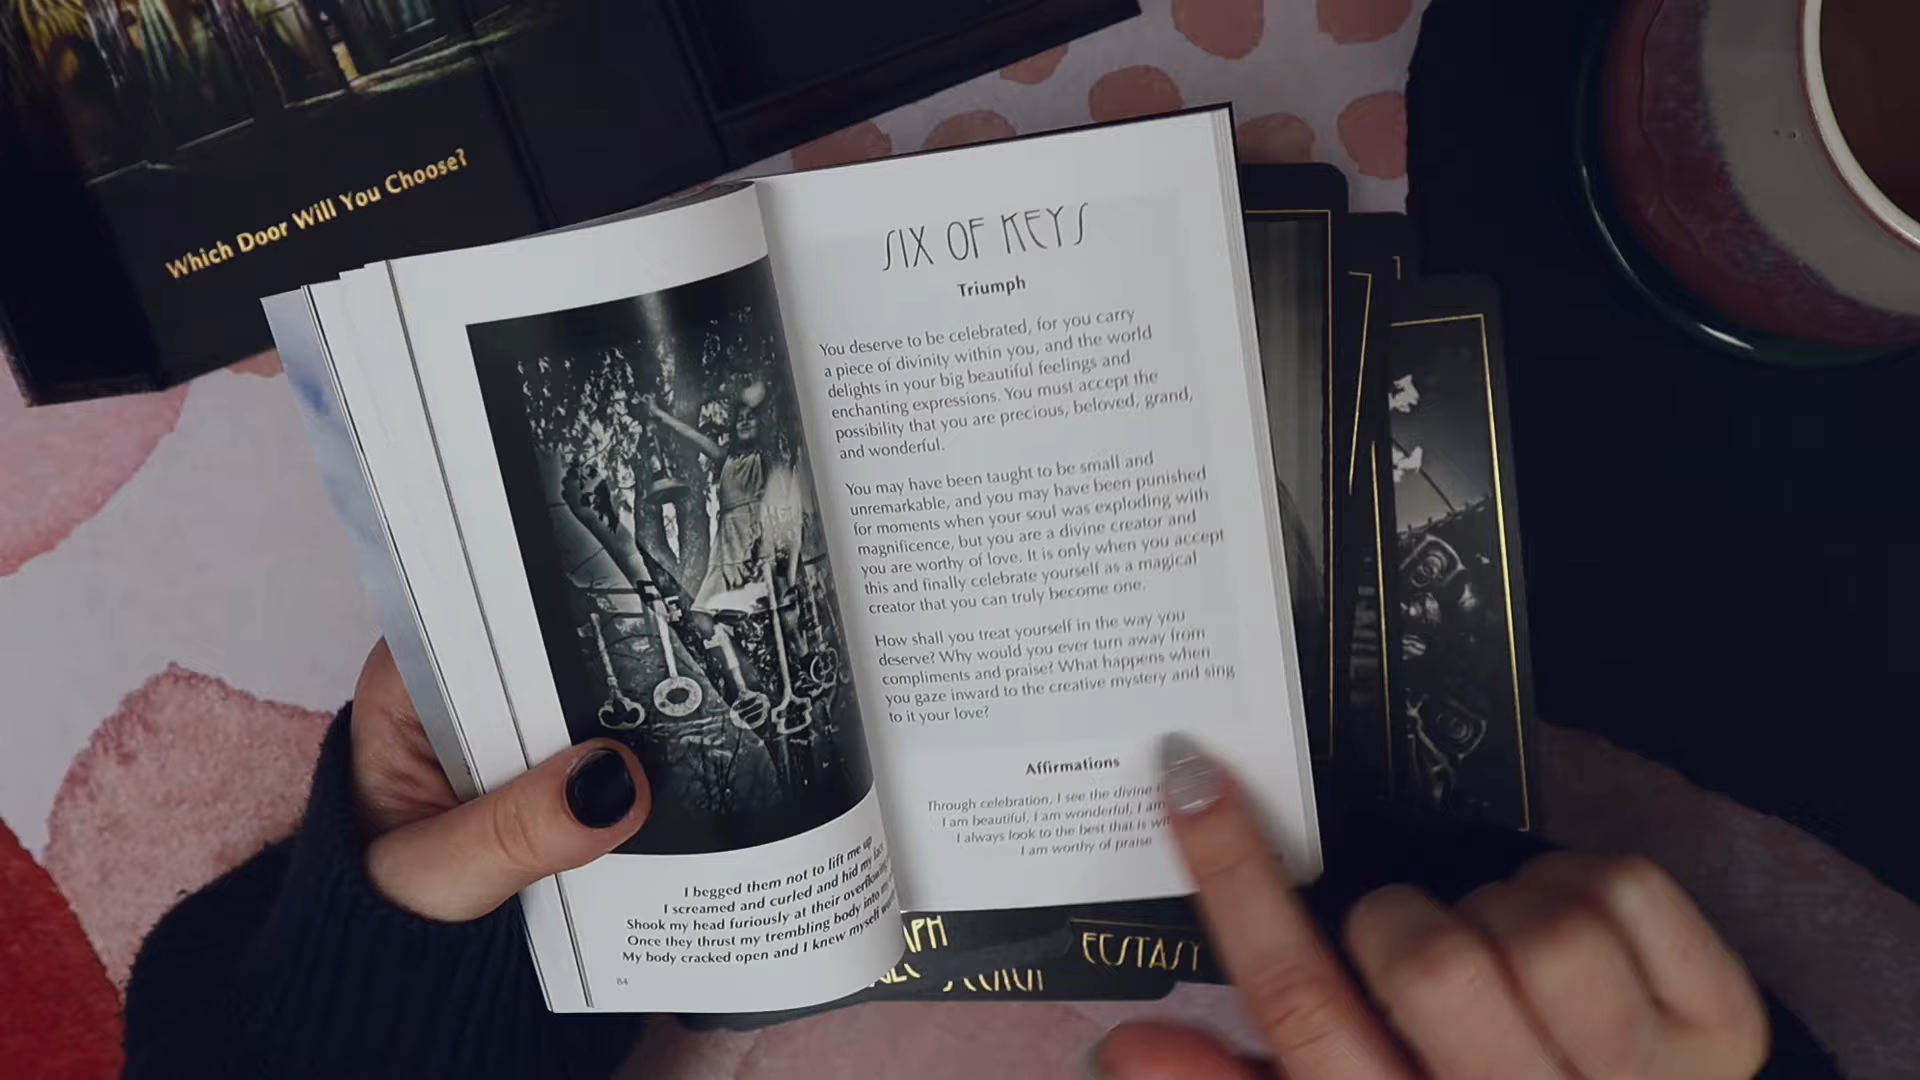 Which Door Will You Choose?
SIX OF KEYS
Triumph
You deserve to be celebrated, for you carry
a piece of divinity within you, and the world
delights in your big beautiful feelings and
enchanting expressions. You must accept the
possibility that you are precious, beloved, grand,
and wonderful.
You may have been taught to be small and
unremarkable, and you may have been punished
for moments when your soul was exploding with
magnificence, but you are a divine creator and
you are worthy of love. It is only when you accept
this and finally celebrate yourself as a magical
creator that you can truly become one.
How shall you treat yourself in the way you
deserve? Why would you ever turn away from
compliments and praise? What happens when
you gaze inward to the creative mystery and sing
to it your love?
Affirmations
Through celebration, I see the divine
I am beautiful, I am wonderful, I am
I always look to the best that is
I am worthy of praise
I begged them not to lift me up
I screamed and curled and hid my face
Shook my head furiously at their overflowing
Once they thrust my trembling body into
My body cracked open and I knew myself
84
ECSTASY